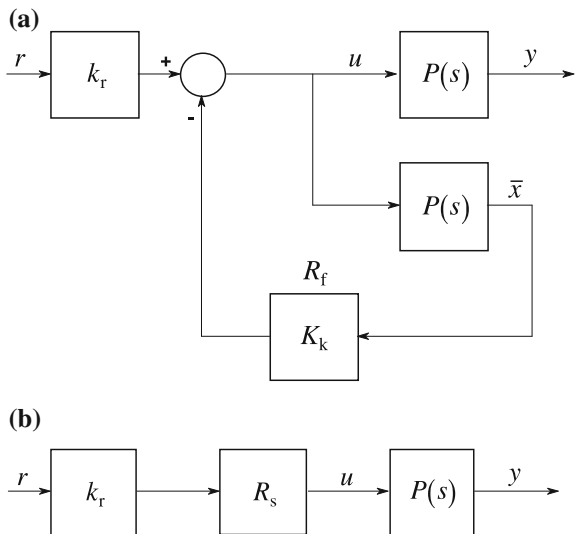 (a)
r
k_r
+
-
u
P(s)
y
P(s)
x̄
R_f
K_k
(b)
r
k_r
R_s
u
P(s)
y